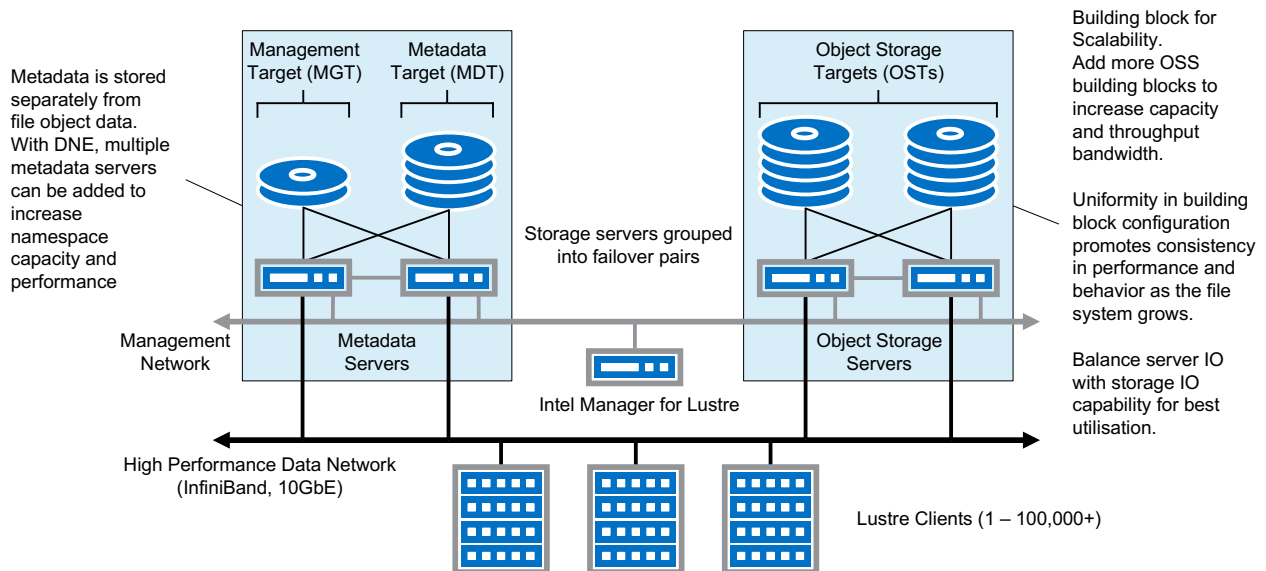 Metadata is stored
separately from
file object data.
With DNE, multiple
metadata servers
can be added to
increase
namespace
capacity and
performance
Management
Target (MGT)
Metadata
Target (MDT)
Object Storage
Targets (OSTs)
Building block for
Scalability.
Add more OSS
building blocks to
increase capacity
and throughput
bandwidth.
Uniformity in building
block configuration
promotes consistency
in performance and
behavior as the file
system grows.
Balance server IO
with storage IO
capability for best
utilisation.
Storage servers grouped
into failover pairs
Management
Network
Metadata
Servers
Intel Manager for Lustre
Object Storage
Servers
High Performance Data Network
(InfiniBand, 10GbE)
Lustre Clients (1 – 100,000+)